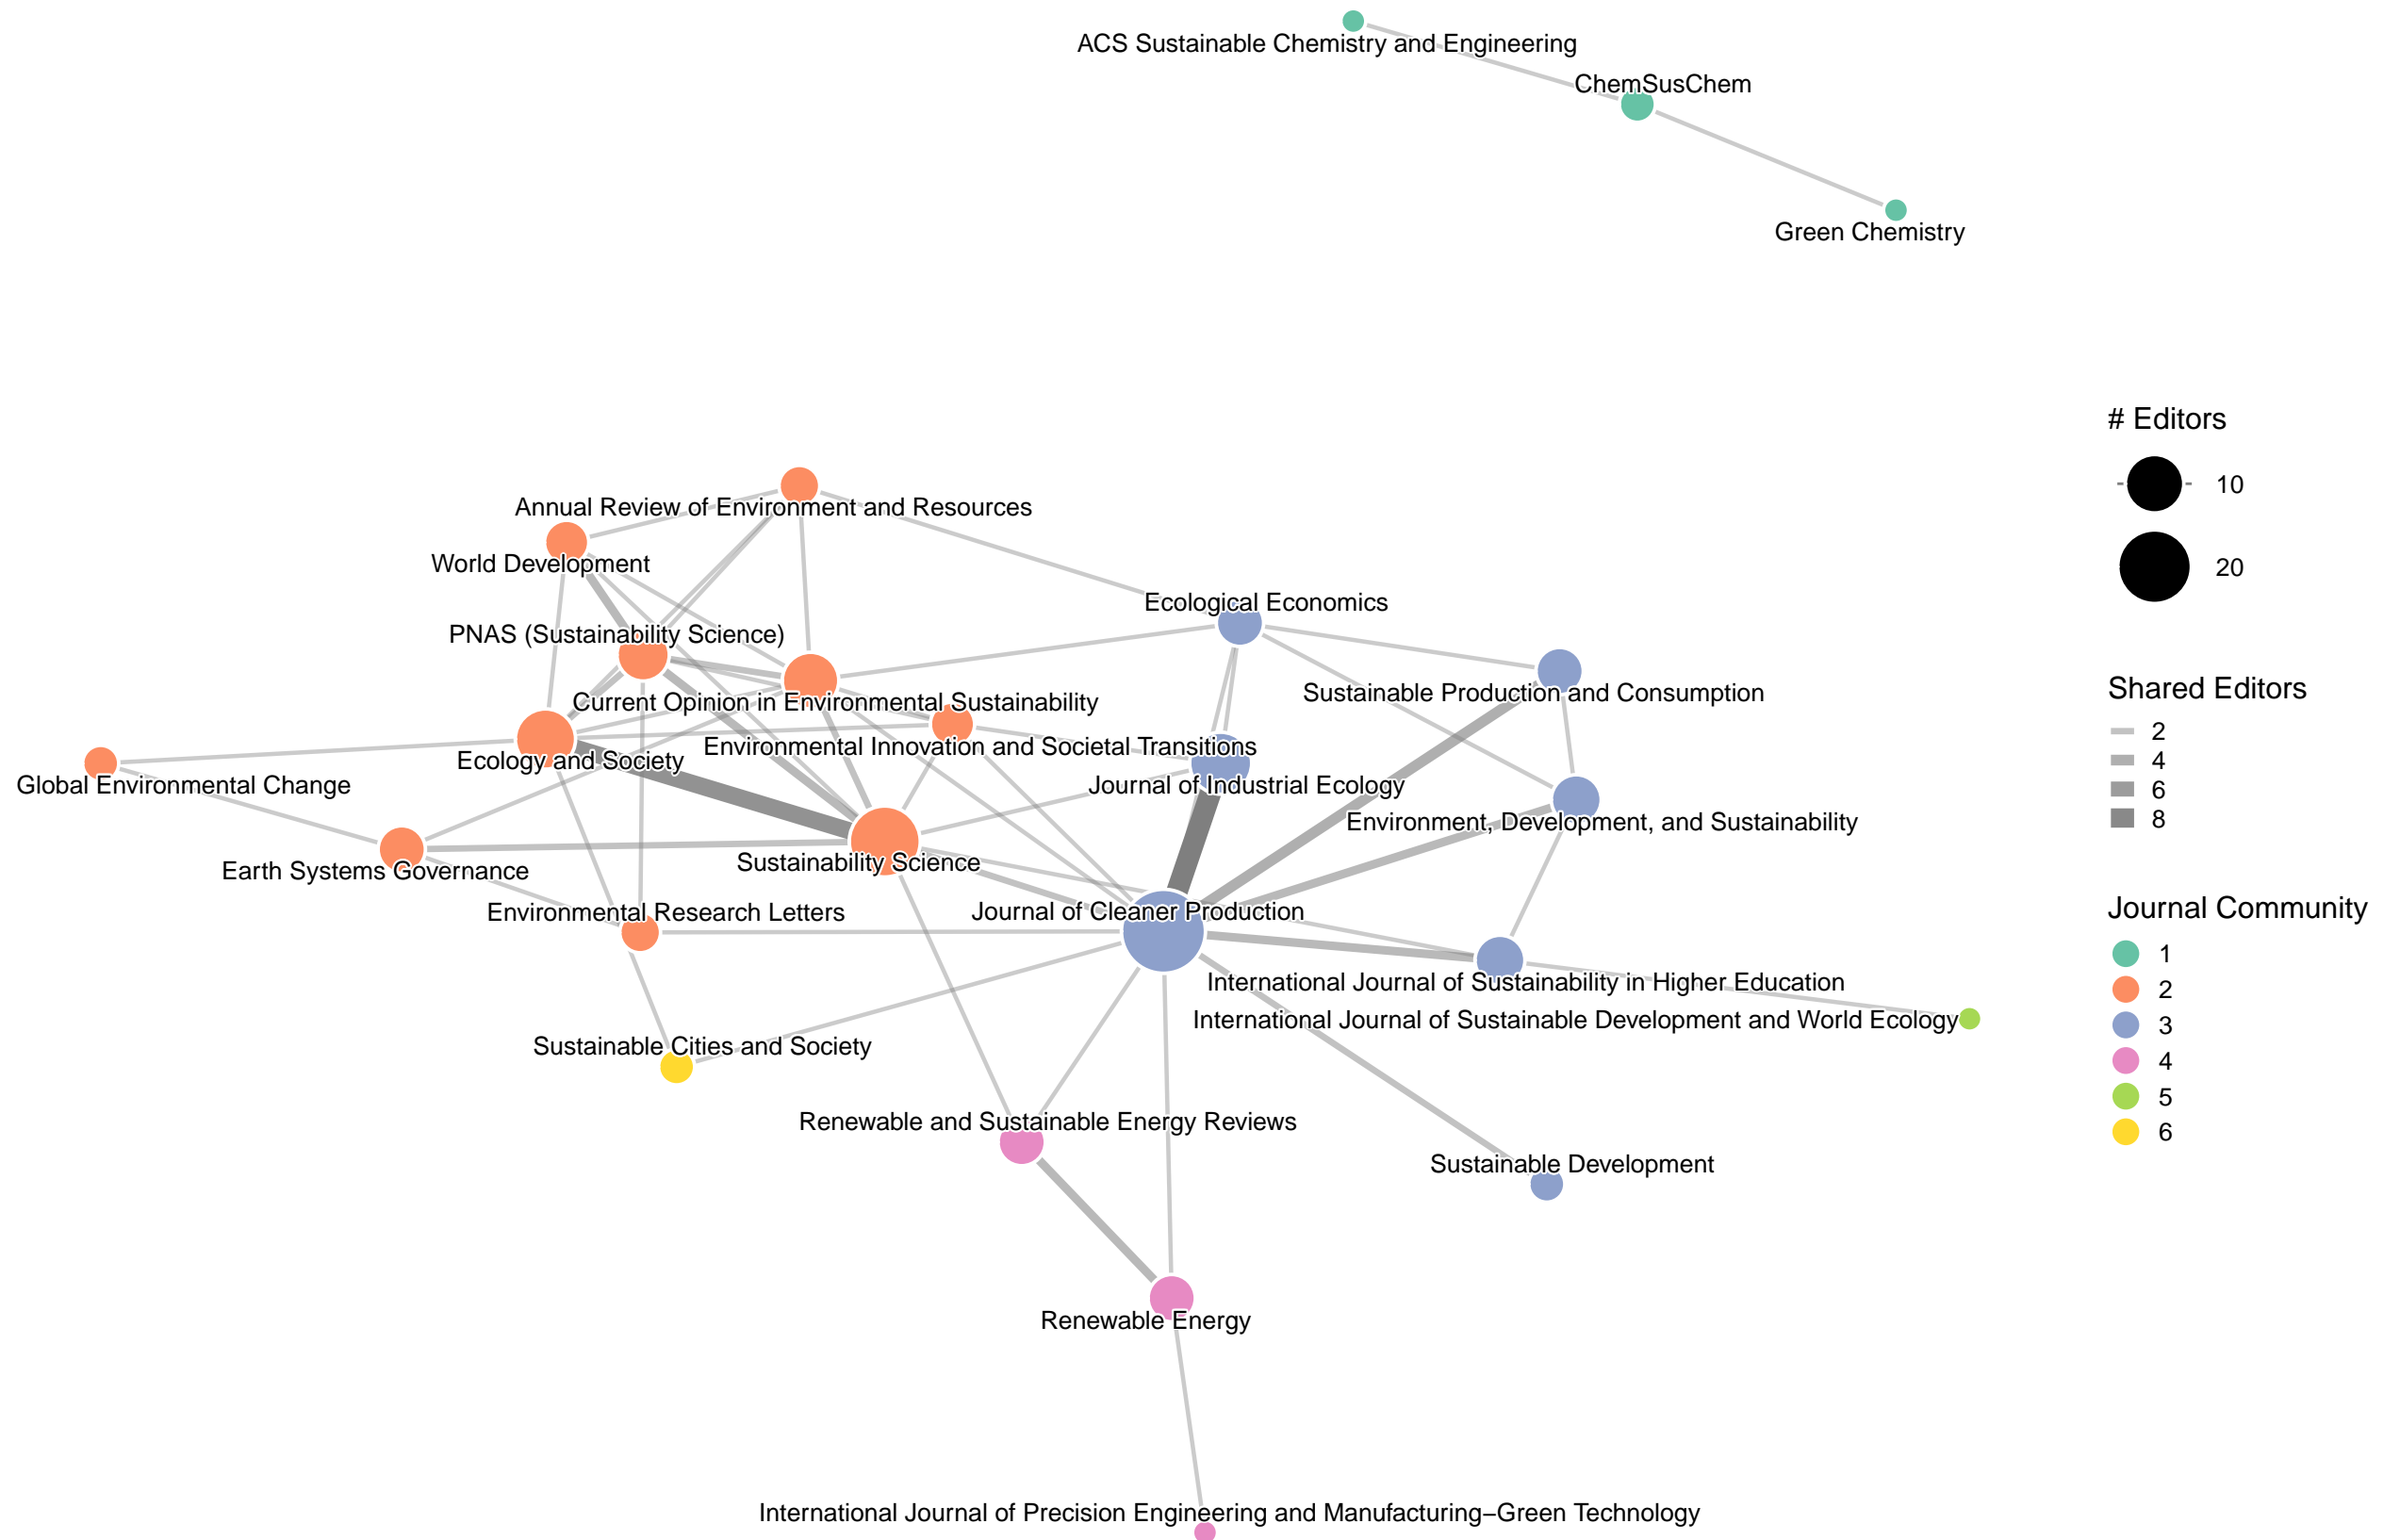 ACS Sustainable Chemistry and Engineering
ChemSusChem
Green Chemistry
Annual Review of Environment and Resources
World Development
Ecological Economics
PNAS (Sustainability Science)
Sustainable Production and Consumption
Current Opinion in Environmental Sustainability
Environmental Innovation and Societal Transitions
Ecology and Society
Global Environmental Change
Journal of Industrial Ecology
Environment, Development, and Sustainability
Sustainability Science
Earth Systems Governance
Environmental Research Letters
Journal of Cleaner Production
International Journal of Sustainability in Higher Education
International Journal of Sustainable Development and World Ecology
Sustainable Cities and Society
Renewable and Sustainable Energy Reviews
Sustainable Development
Renewable Energy
International Journal of Precision Engineering and Manufacturing−Green Technology
# Editors
10
20
Shared Editors
2
4
6
8
Journal Community
1
2
3
4
5
6